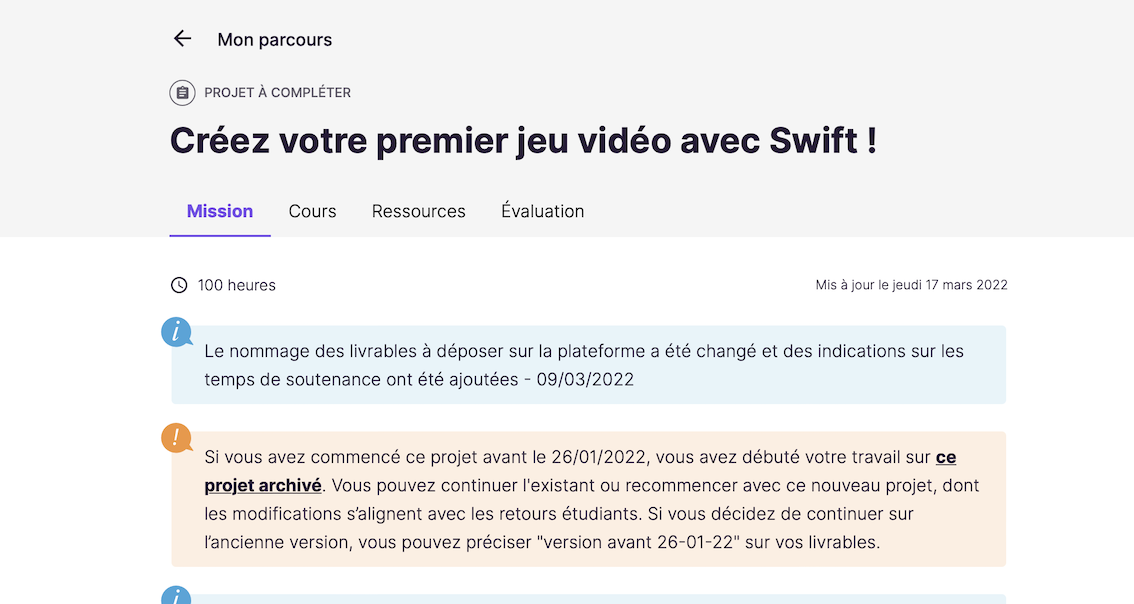 Mon parcours
PROJET À COMPLÉTER
Créez votre premier jeu vidéo avec Swift !
Mission Cours Ressources Évaluation
100 heures
Mis à jour le jeudi 17 mars 2022
Le nommage des livrables à déposer sur la plateforme a été changé et des indications sur les
temps de soutenance ont été ajoutées - 09/03/2022
Si vous avez commencé ce projet avant le 26/01/2022, vous avez débuté votre travail sur ce
projet archivé. Vous pouvez continuer l'existant ou recommencer avec ce nouveau projet, dont
les modifications s’alignent avec les retours étudiants. Si vous décidez de continuer sur
l’ancienne version, vous pouvez préciser "version avant 26-01-22" sur vos livrables.